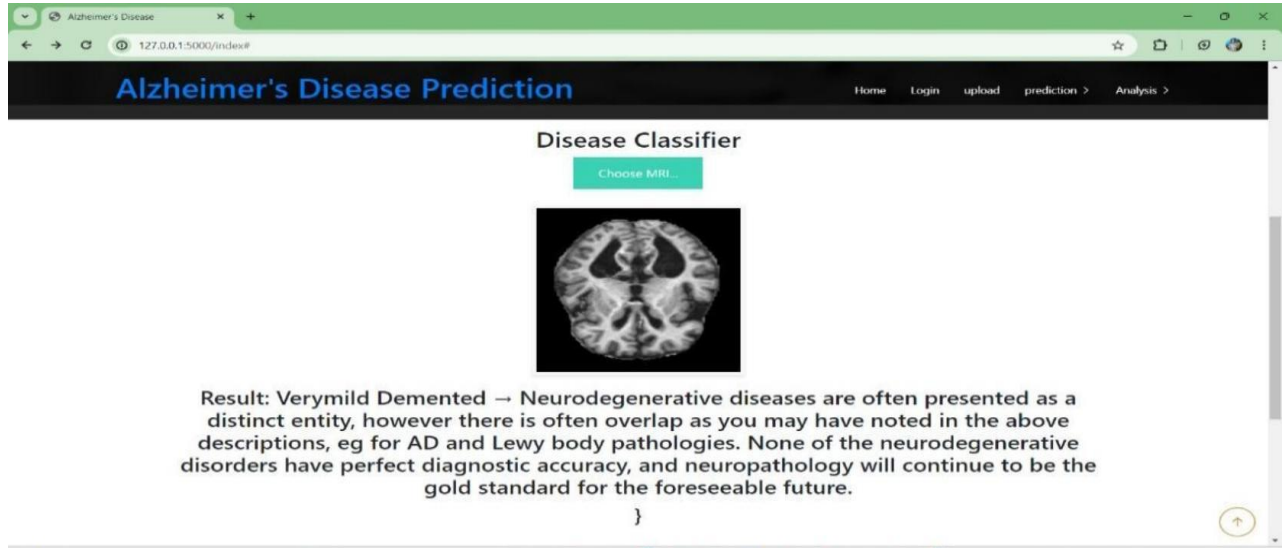 Alzheimer's Disease
127.0.0.1:5000/index#
Alzheimer's Disease Prediction
Home Login upload prediction > Analysis >
Disease Classifier
Choose MRI...
Result: Verymild Demented → Neurodegenerative diseases are often presented as a
distinct entity, however there is often overlap as you may have noted in the above
descriptions, eg for AD and Lewy body pathologies. None of the neurodegenerative
disorders have perfect diagnostic accuracy, and neuropathology will continue to be the
gold standard for the foreseeable future.
}